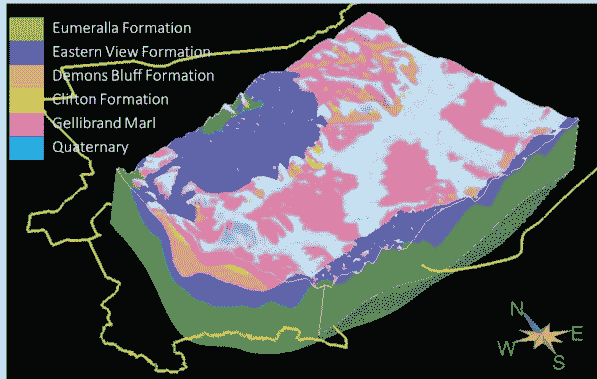 Eumeralla Formation
Eastern View Formation
Demons Bluff Formation
Clifton Formation
Gellibrand Marl
Quaternary
N
E
W
S